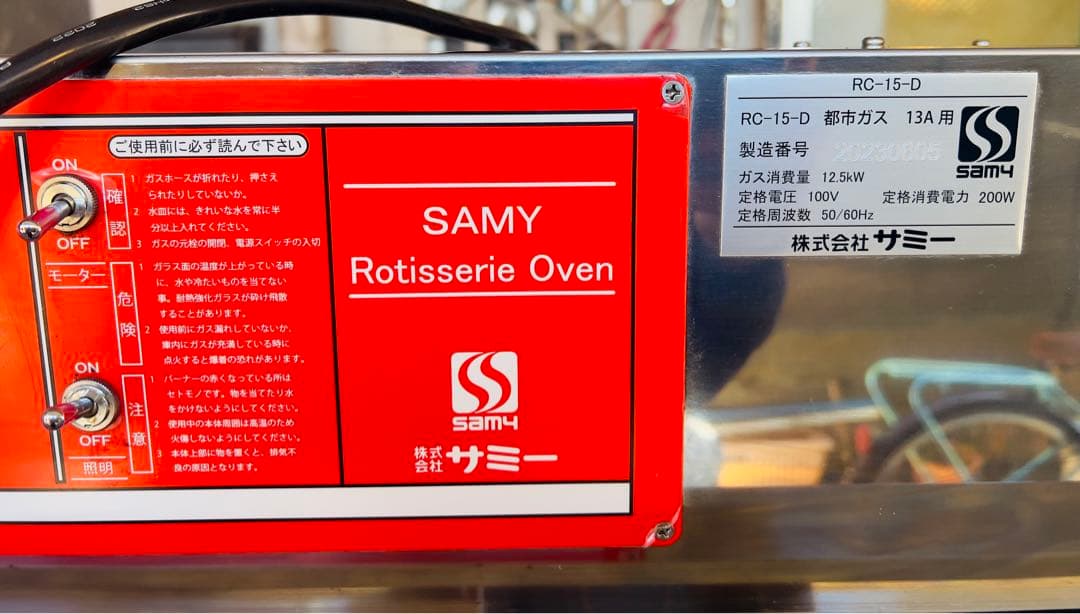 2022
ご使用前に必ず読んで下さい
ON
OFF
モーター
確認
1 ガスホースが折れたり、押さえ
られたりしていないか。
2 水皿には、きれいな水を常に半
分以上入れてください。
3 ガスの元栓の開閉、電源スイッチの入切
危険
1 ガラス面の温度が上がっている時
に、水や冷たいものを当てない
事。耐熱強化ガラスが砕け飛散
することがあります。
2 使用前にガス漏れしていないか、
庫内にガスが充満している時に
点火すると爆着の恐れがあります。
ON
OFF
照明
注意
1 バーナーの赤くなっている所は
セトモノです。物を当てたり水
をかけないようにしてください。
2 使用中の本体周囲は高温のため
火傷しないようにしてください。
3 本体上部に物を置くと、排気不
良の原因となります。
SAMY
Rotisserie Oven
samy
株式会社サミー
RC-15-D
RC-15-D 都市ガス 13A用
製造番号 20230605
ガス消費量 12.5kW
定格電圧 100V 定格消費電力 200W
定格周波数 50/60Hz
samy
株式会社サミー